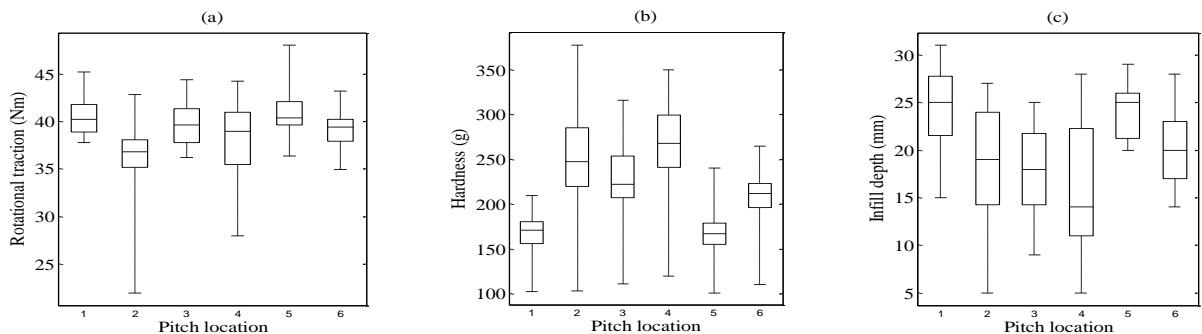 (a)
Rotational traction (Nm)
45
40
35
30
25
1 2 3 4 5 6
Pitch location
(b)
Hardness (g)
350
300
250
200
150
100
1 2 3 4 5 6
Pitch location
(c)
Infill depth (mm)
30
25
20
15
10
5
1 2 3 4 5 6
Pitch location